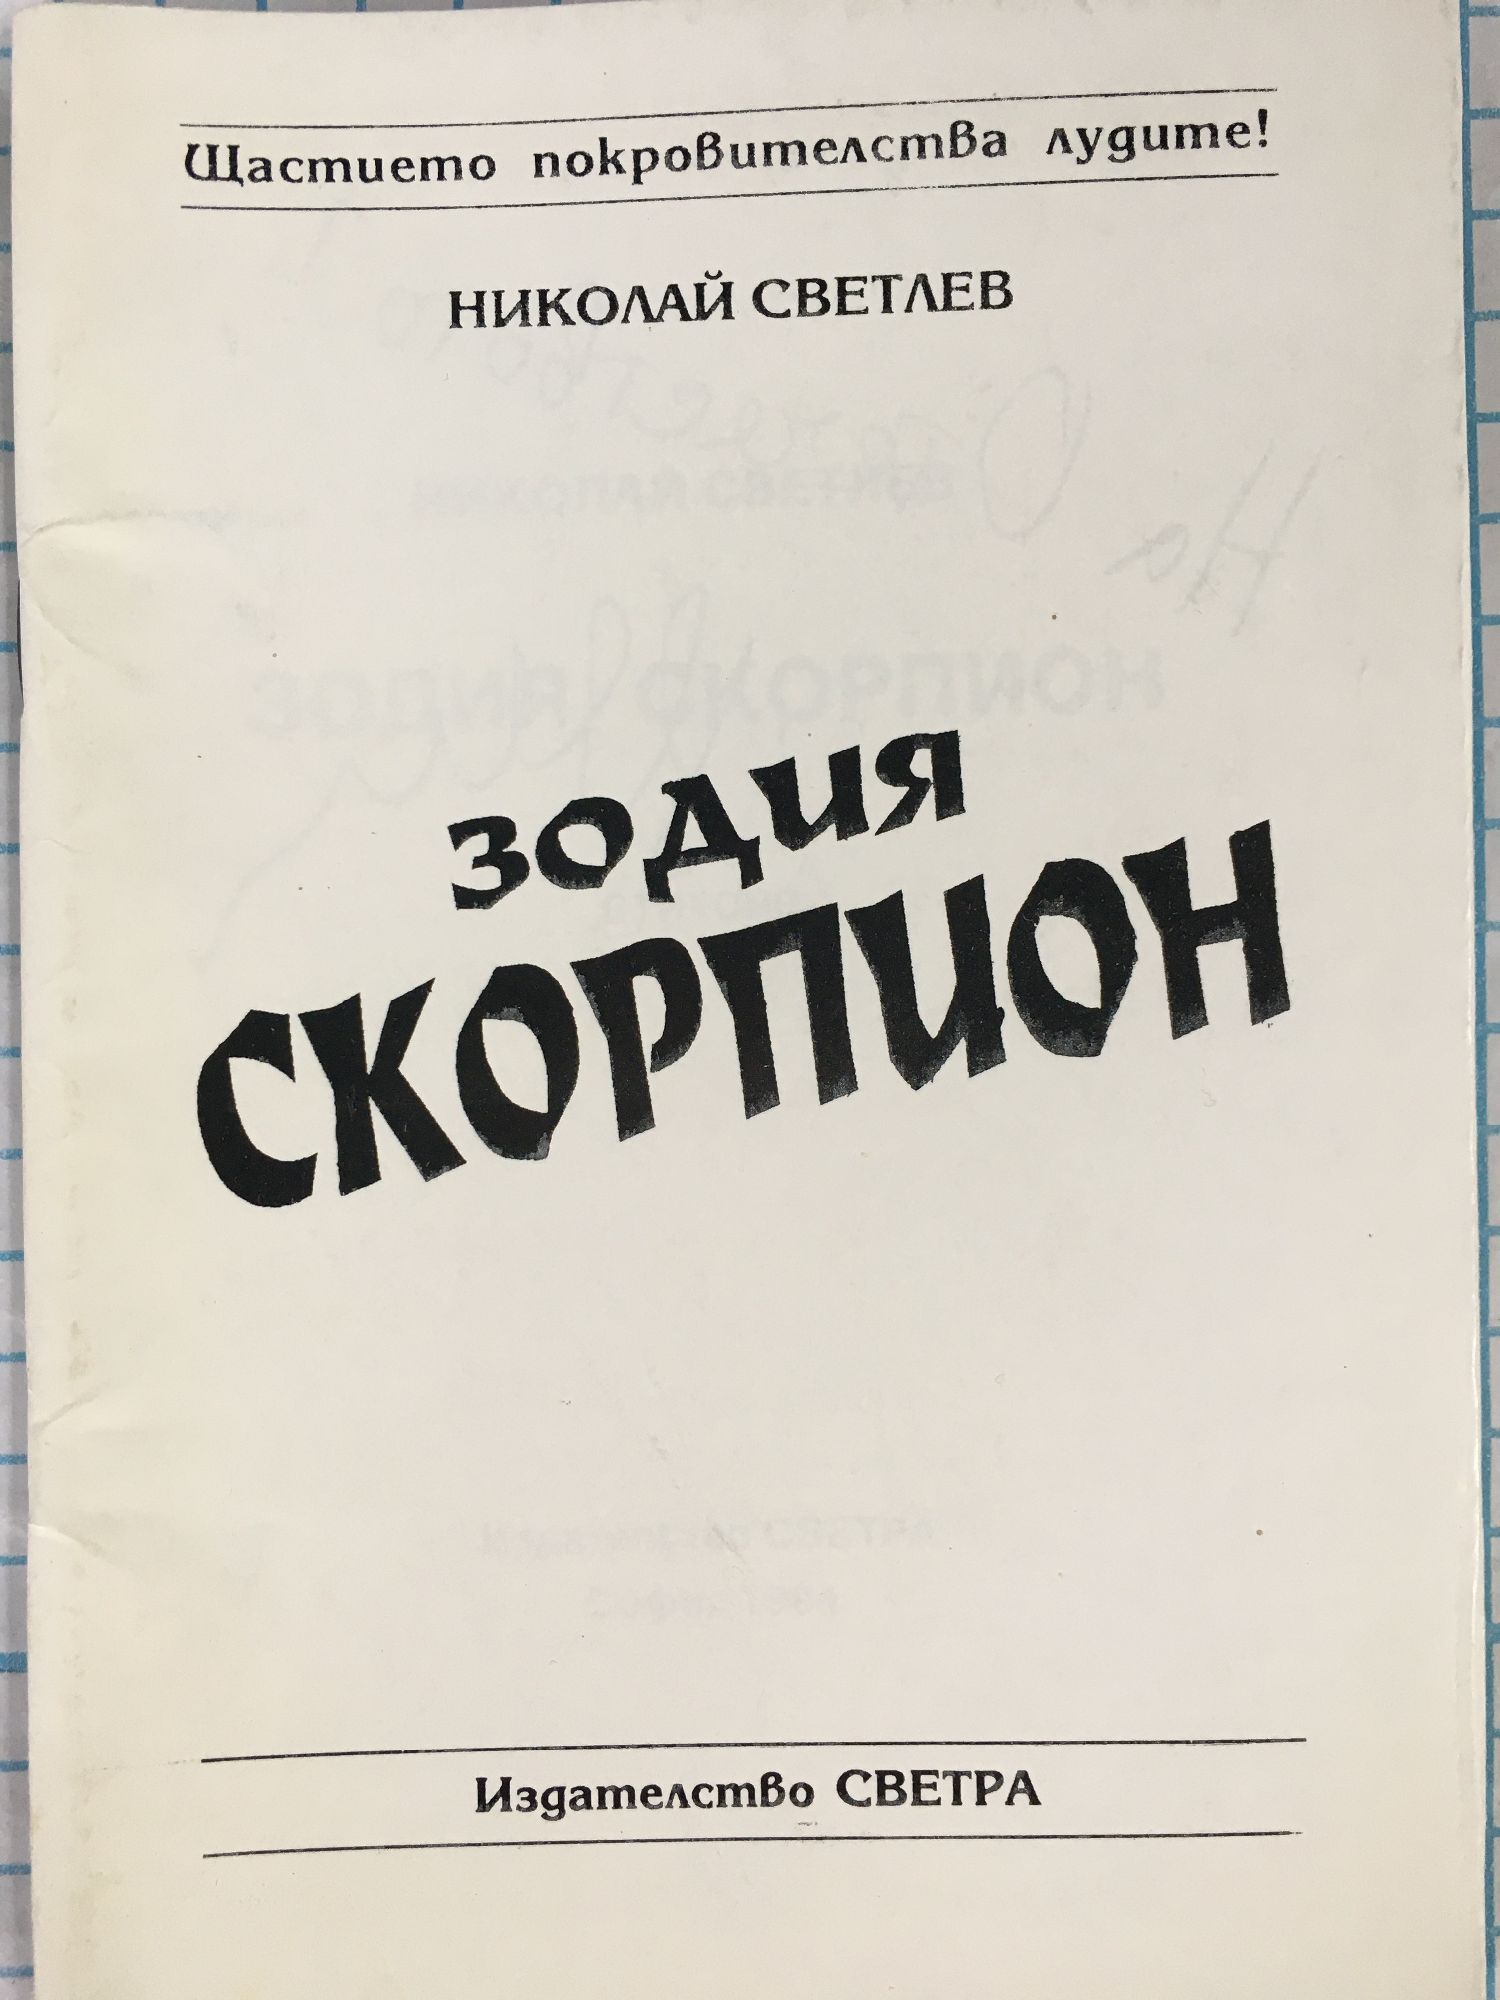 Щастието покровителства лудите!
НИКОЛАЙ СВЕТЛЕВ
ЗОДИЯ
СКОРПИОН
Издателство СВЕТРА